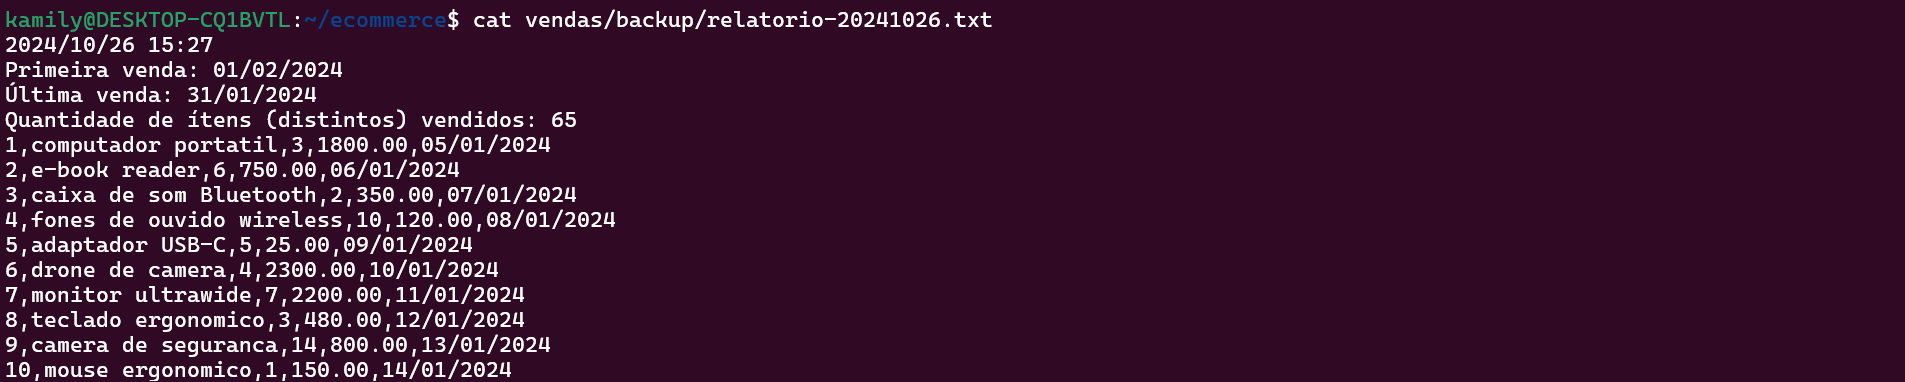 kamily@DESKTOP-CQ1BVTL:~/ecommerce$ cat vendas/backup/relatorio-20241026.txt
2024/10/26 15:27
Primeira venda: 01/02/2024
Última venda: 31/01/2024
Quantidade de ítens (distintos) vendidos: 65
1,computador portatil,3,1800.00,05/01/2024
2,e-book reader,6,750.00,06/01/2024
3,caixa de som Bluetooth,2,350.00,07/01/2024
4,fones de ouvido wireless,10,120.00,08/01/2024
5,adaptador USB-C,5,25.00,09/01/2024
6,drone de camera,4,2300.00,10/01/2024
7,monitor ultrawide,7,2200.00,11/01/2024
8,teclado ergonomico,3,480.00,12/01/2024
9,camera de seguranca,14,800.00,13/01/2024
10,mouse ergonomico,1,150.00,14/01/2024